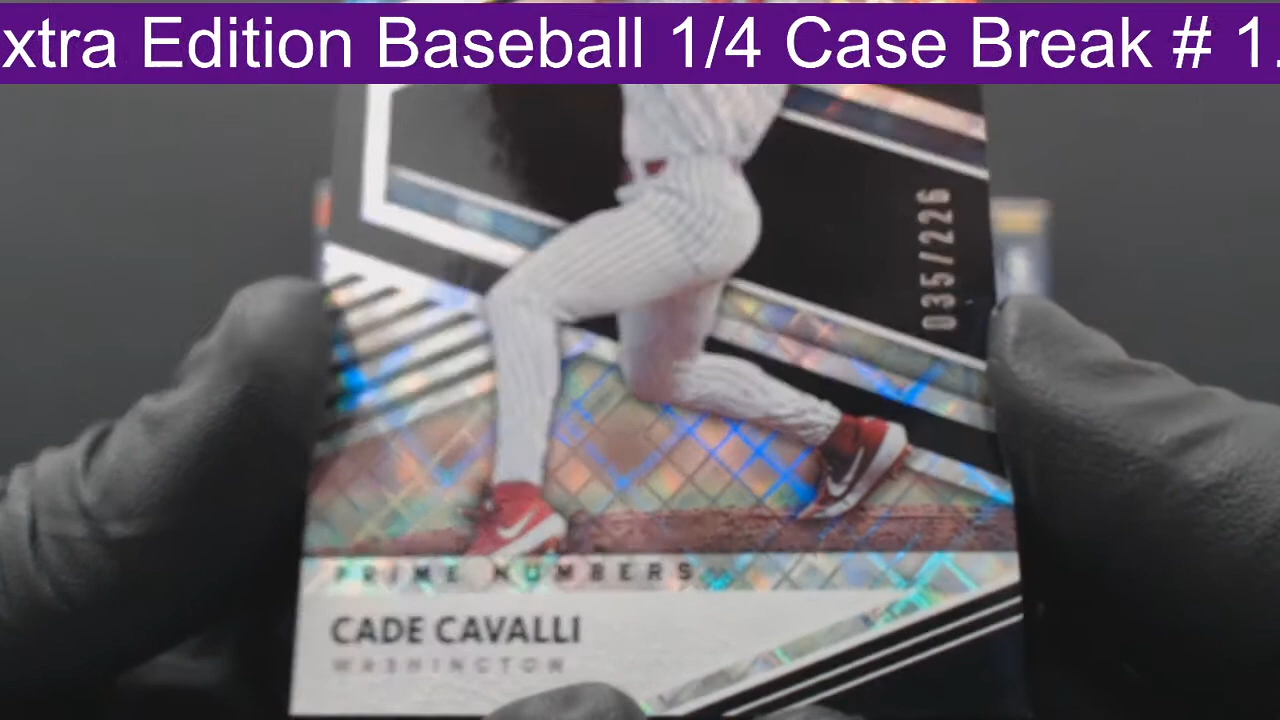 xtra Edition Baseball 1/4 Case Break # 1.
035/226
PRIME NUMBERS
CADE CAVALLI
WASHINGTON